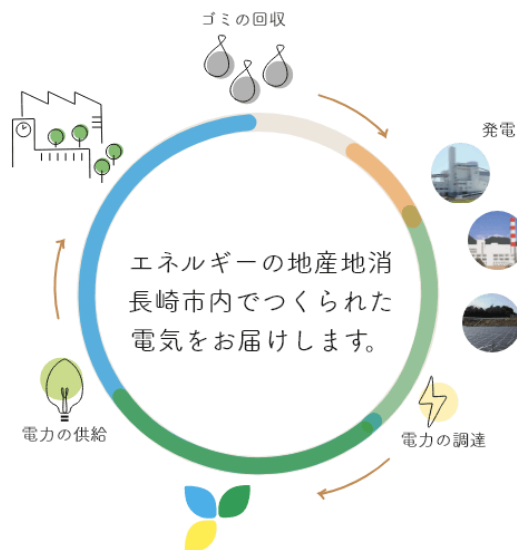 ゴミの回収
発電
エネルギーの地産地消
長崎市内でつくられた
電気をお届けします。
電力の調達
電力の供給